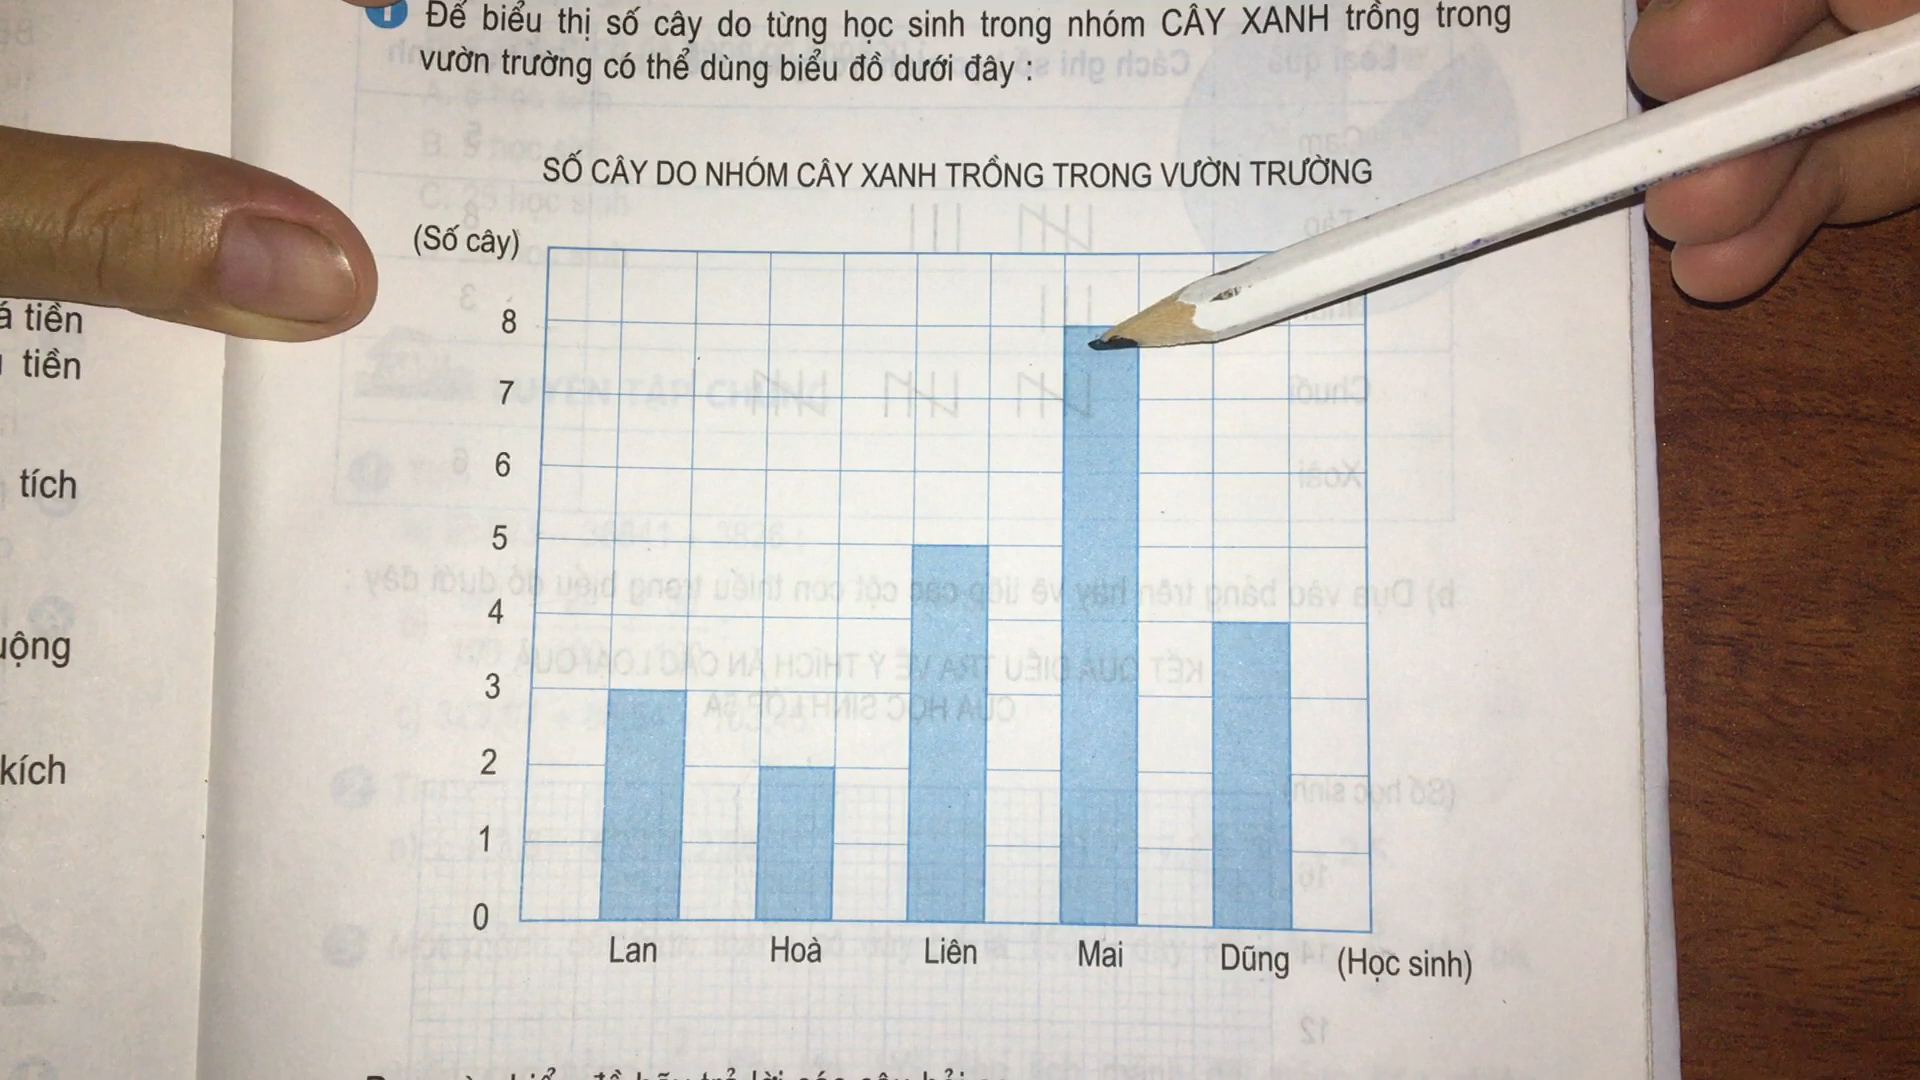 1 Để biểu thị số cây do từng học sinh trong nhóm CÂY XANH trồng trong
vườn trường có thể dùng biểu đồ dưới đây :
SỐ CÂY DO NHÓM CÂY XANH TRỒNG TRONG VƯỜN TRƯỜNG
(Số cây)
8
7
6
5
4
3
2
1
0
Lan Hoà Liên Mai Dũng (Học sinh)
á tiền
tiền
tích
kích